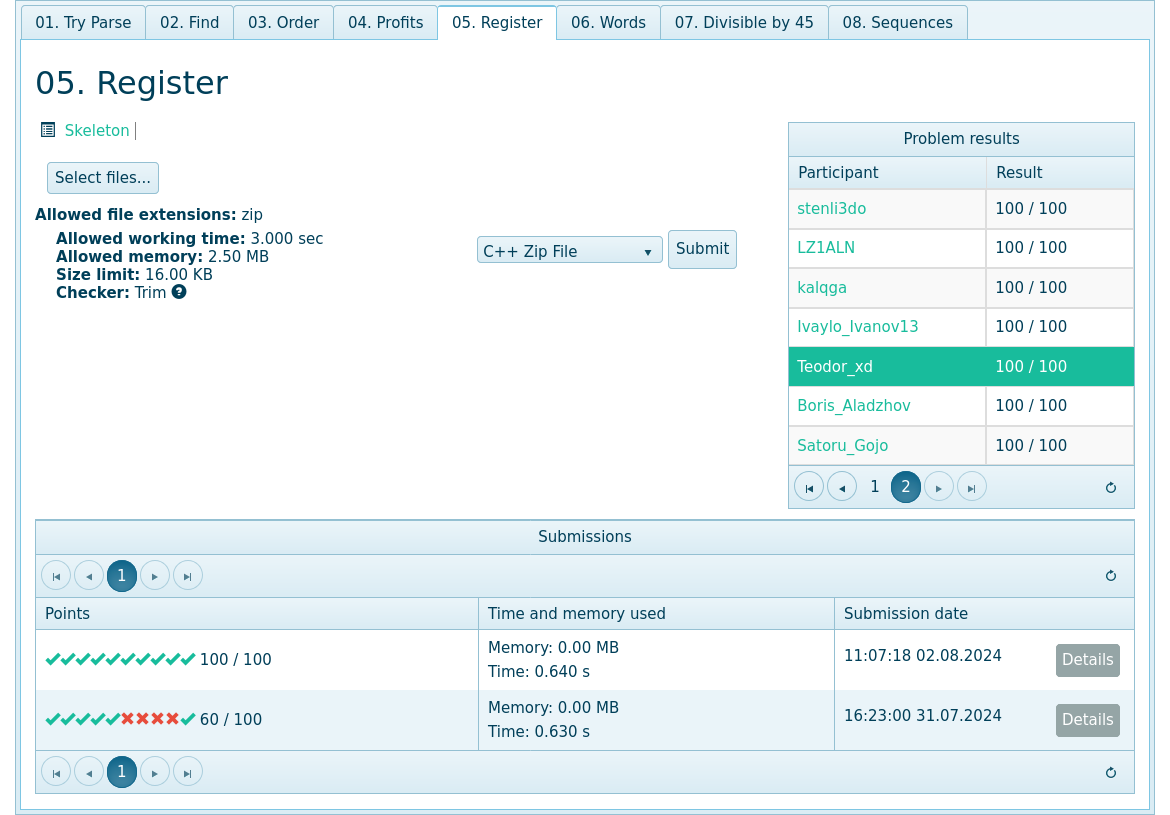 01. Try Parse 02. Find 03. Order 04. Profits 05. Register 06. Words 07. Divisible by 45 08. Sequences
05. Register
Skeleton
Select files...
Allowed file extensions: zip
Allowed working time: 3.000 sec
Allowed memory: 2.50 MB
Size limit: 16.00 KB
Checker: Trim
C++ Zip File Submit
Problem results
Participant Result
stenli3do 100 / 100
LZ1ALN 100 / 100
kalqga 100 / 100
Ivaylo_Ivanov13 100 / 100
Teodor_xd 100 / 100
Boris_Aladzhov 100 / 100
Satoru_Gojo 100 / 100
1 2
Submissions
1
Points Time and memory used Submission date
100 / 100 Memory: 0.00 MB 11:07:18 02.08.2024 Details
Time: 0.640 s
60 / 100 Memory: 0.00 MB 16:23:00 31.07.2024 Details
Time: 0.630 s
1